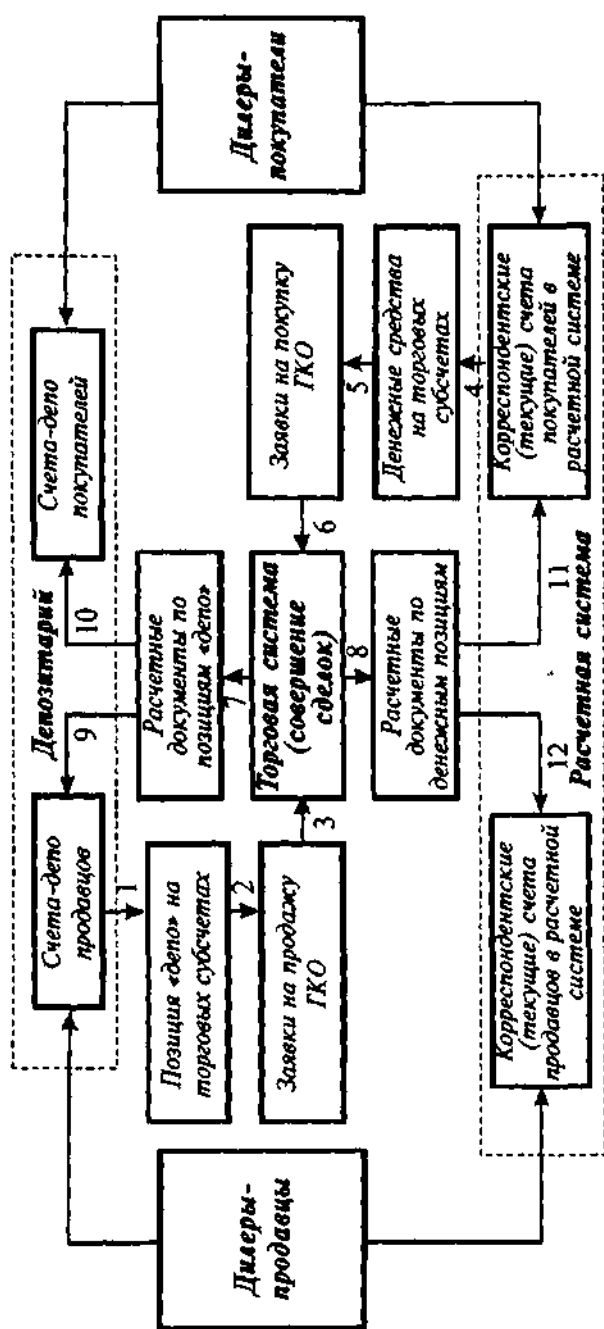 Дилеры-
продавцы
Счета-депо
продавцов
1
Позиция «депо» на
торговых субсчетах
2
Заявки на продажу
ГКО
3
Корреспондентские
(текущие) счета
продавцов в расчетной
системе
Депозитарий
9
10
Расчетные
документы по
позициям «депо»
7
Торговая система
(совершение
сделок)
8
Расчетные
документы по
денежным позициям
12
11
Расчетная система
Счета-депо
покупателей
Заявки на покупку
ГКО
6
5
Денежные средства
на торговых
субсчетах
4
Корреспондентские
(текущие) счета
покупателей в
расчетной системе
Дилеры-
покупатели